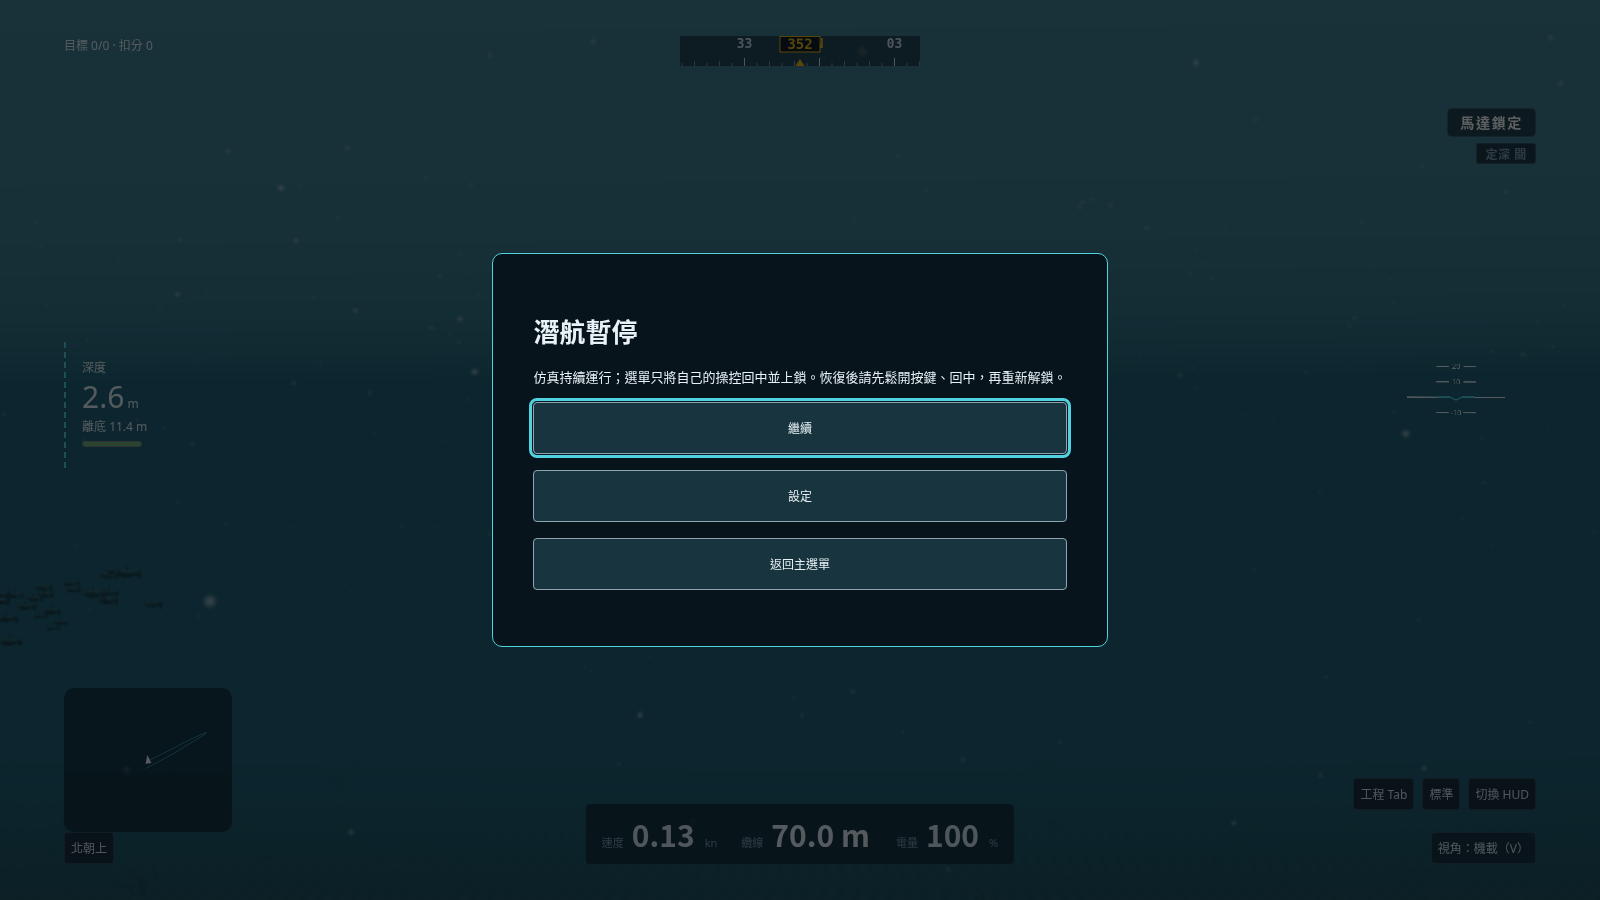 目標 0/0 · 扣分 0
33 352 03
馬達鎖定
定深 關
潛航暫停
仿真持續運行；選單只將自己的操控回中並上鎖。恢復後請先鬆開按鍵、回中，再重新解鎖。
繼續
設定
返回主選單
深度
2.6 m
離底 11.4 m
20
10
-10
北朝上
速度 0.13 kn 纜線 70.0 m 電量 100 %
工程 Tab 標準 切換 HUD
視角：機載（V）